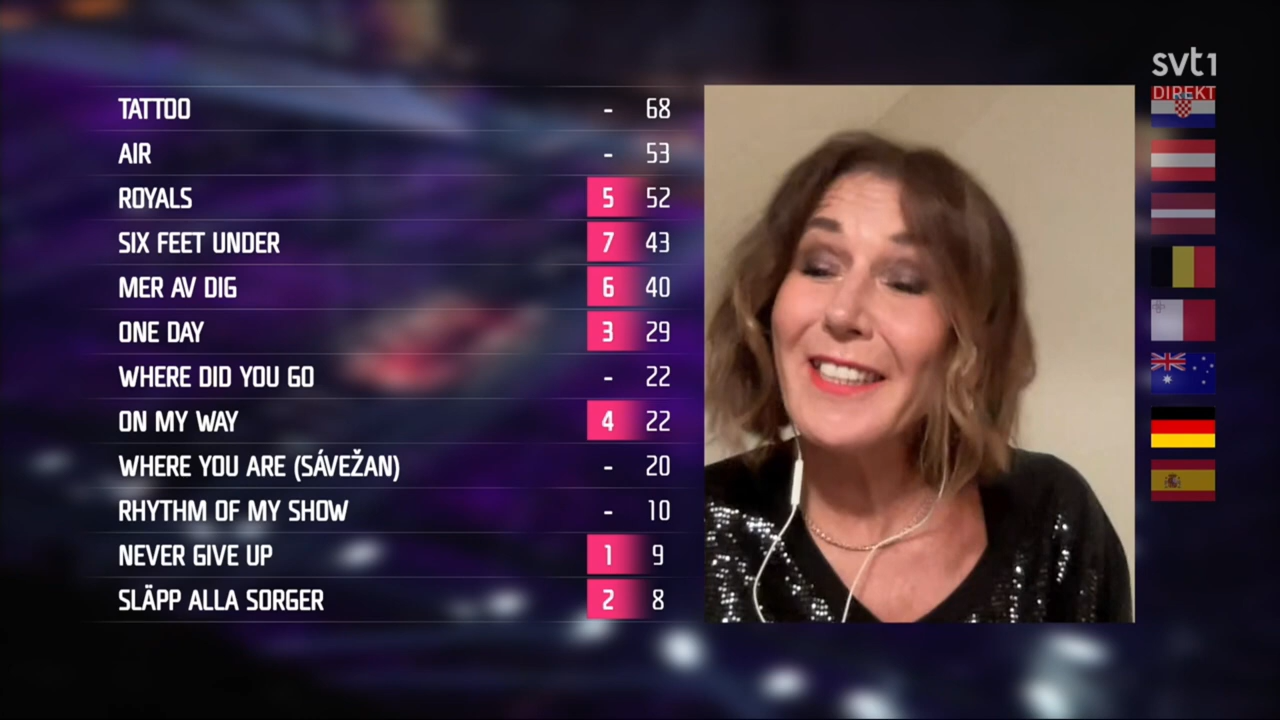 svt1
DIREKT
TATTOO - 68
AIR - 53
ROYALS 5 52
SIX FEET UNDER 7 43
MER AV DIG 6 40
ONE DAY 3 29
WHERE DID YOU GO - 22
ON MY WAY 4 22
WHERE YOU ARE (SÁVEŽAN) - 20
RHYTHM OF MY SHOW - 10
NEVER GIVE UP 1 9
SLÄPP ALLA SORGER 2 8